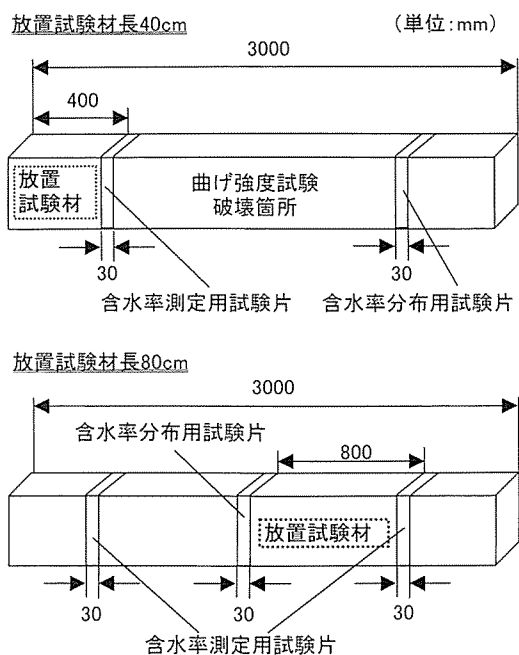 放置試験材長40cm
(単位:mm)
3000
400
放置
試験材
曲げ強度試験
破壊箇所
30
30
含水率測定用試験片
含水率分布用試験片
放置試験材長80cm
3000
含水率分布用試験片
800
放置試験材
30
30
30
含水率測定用試験片